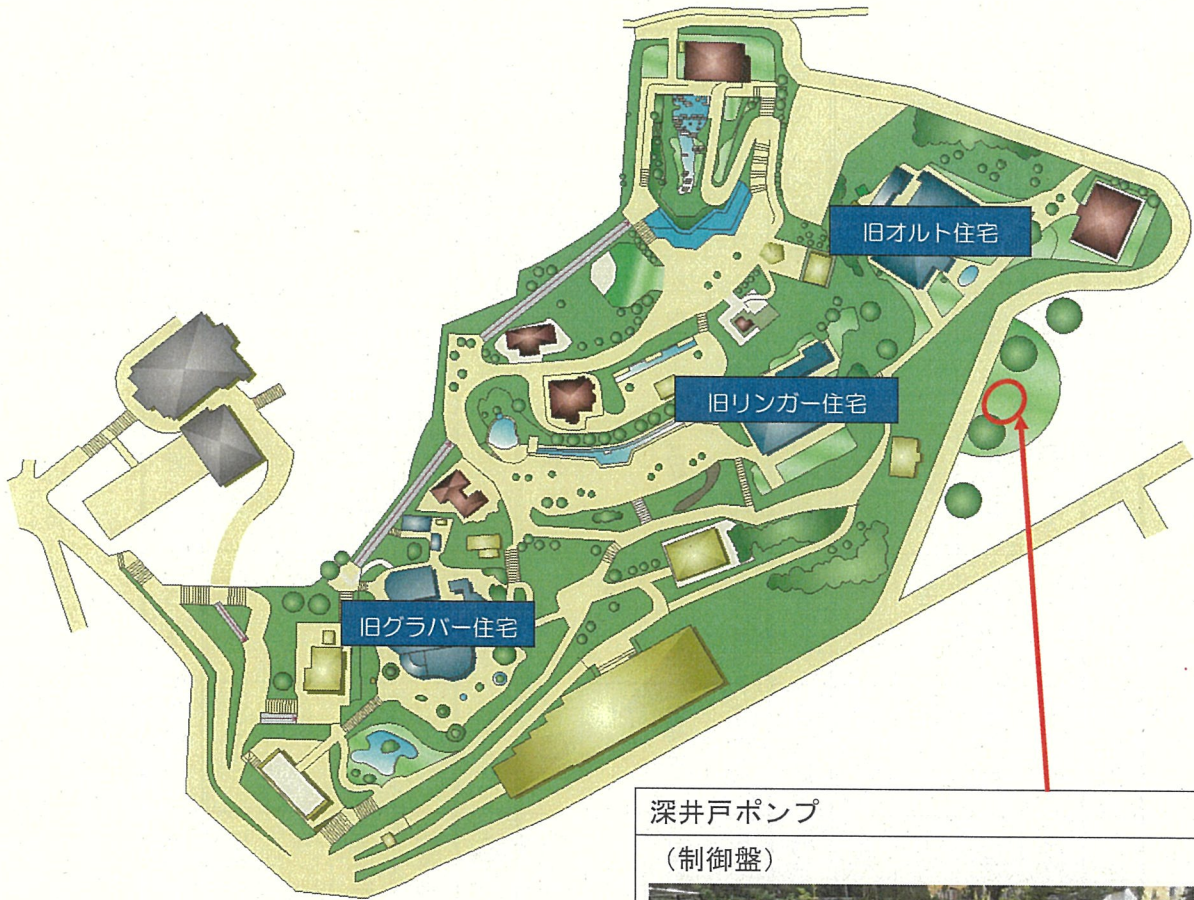 旧オルト住宅
旧リンガー住宅
旧グラバー住宅
深井戸ポンプ
（制御盤）